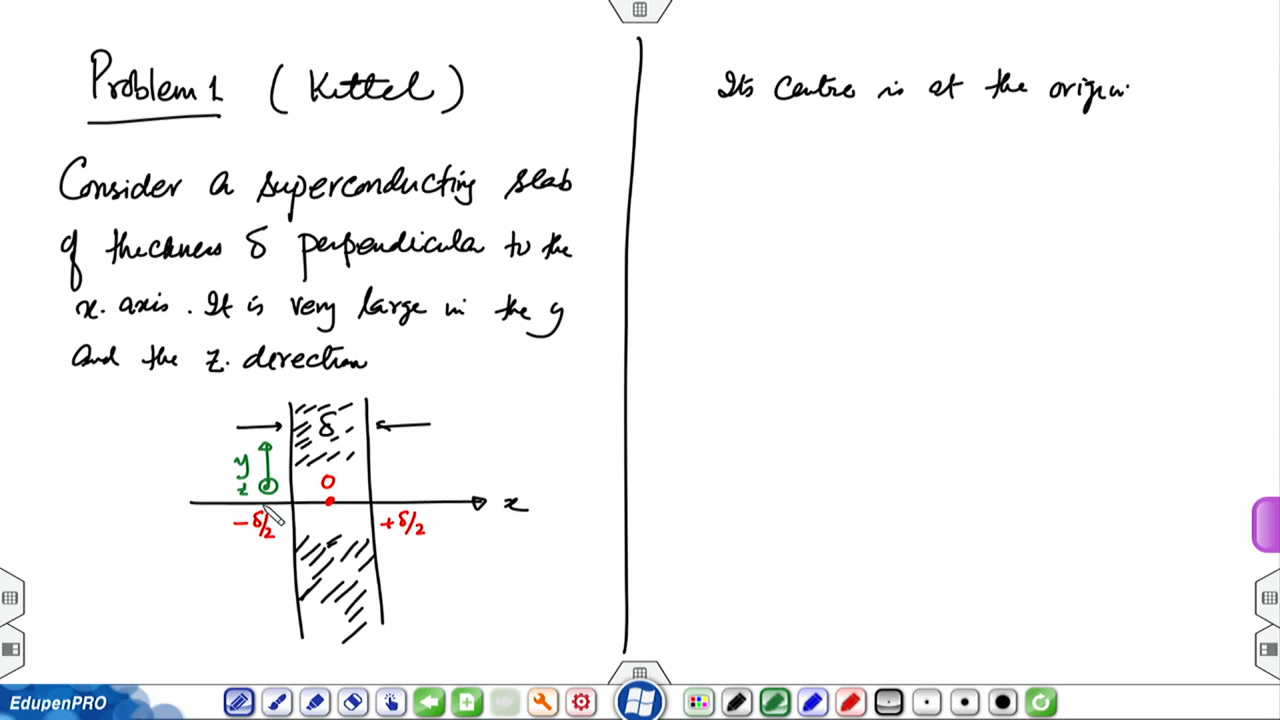 Problem 1 (Kittel)
Consider a superconducting slab
of thickness δ perpendicular to the
x. axis. It is very large in the y
and the z. direction
δ
y
z
O
x
-δ/2
+δ/2
Its centre is at the origin.
EdupenPRO